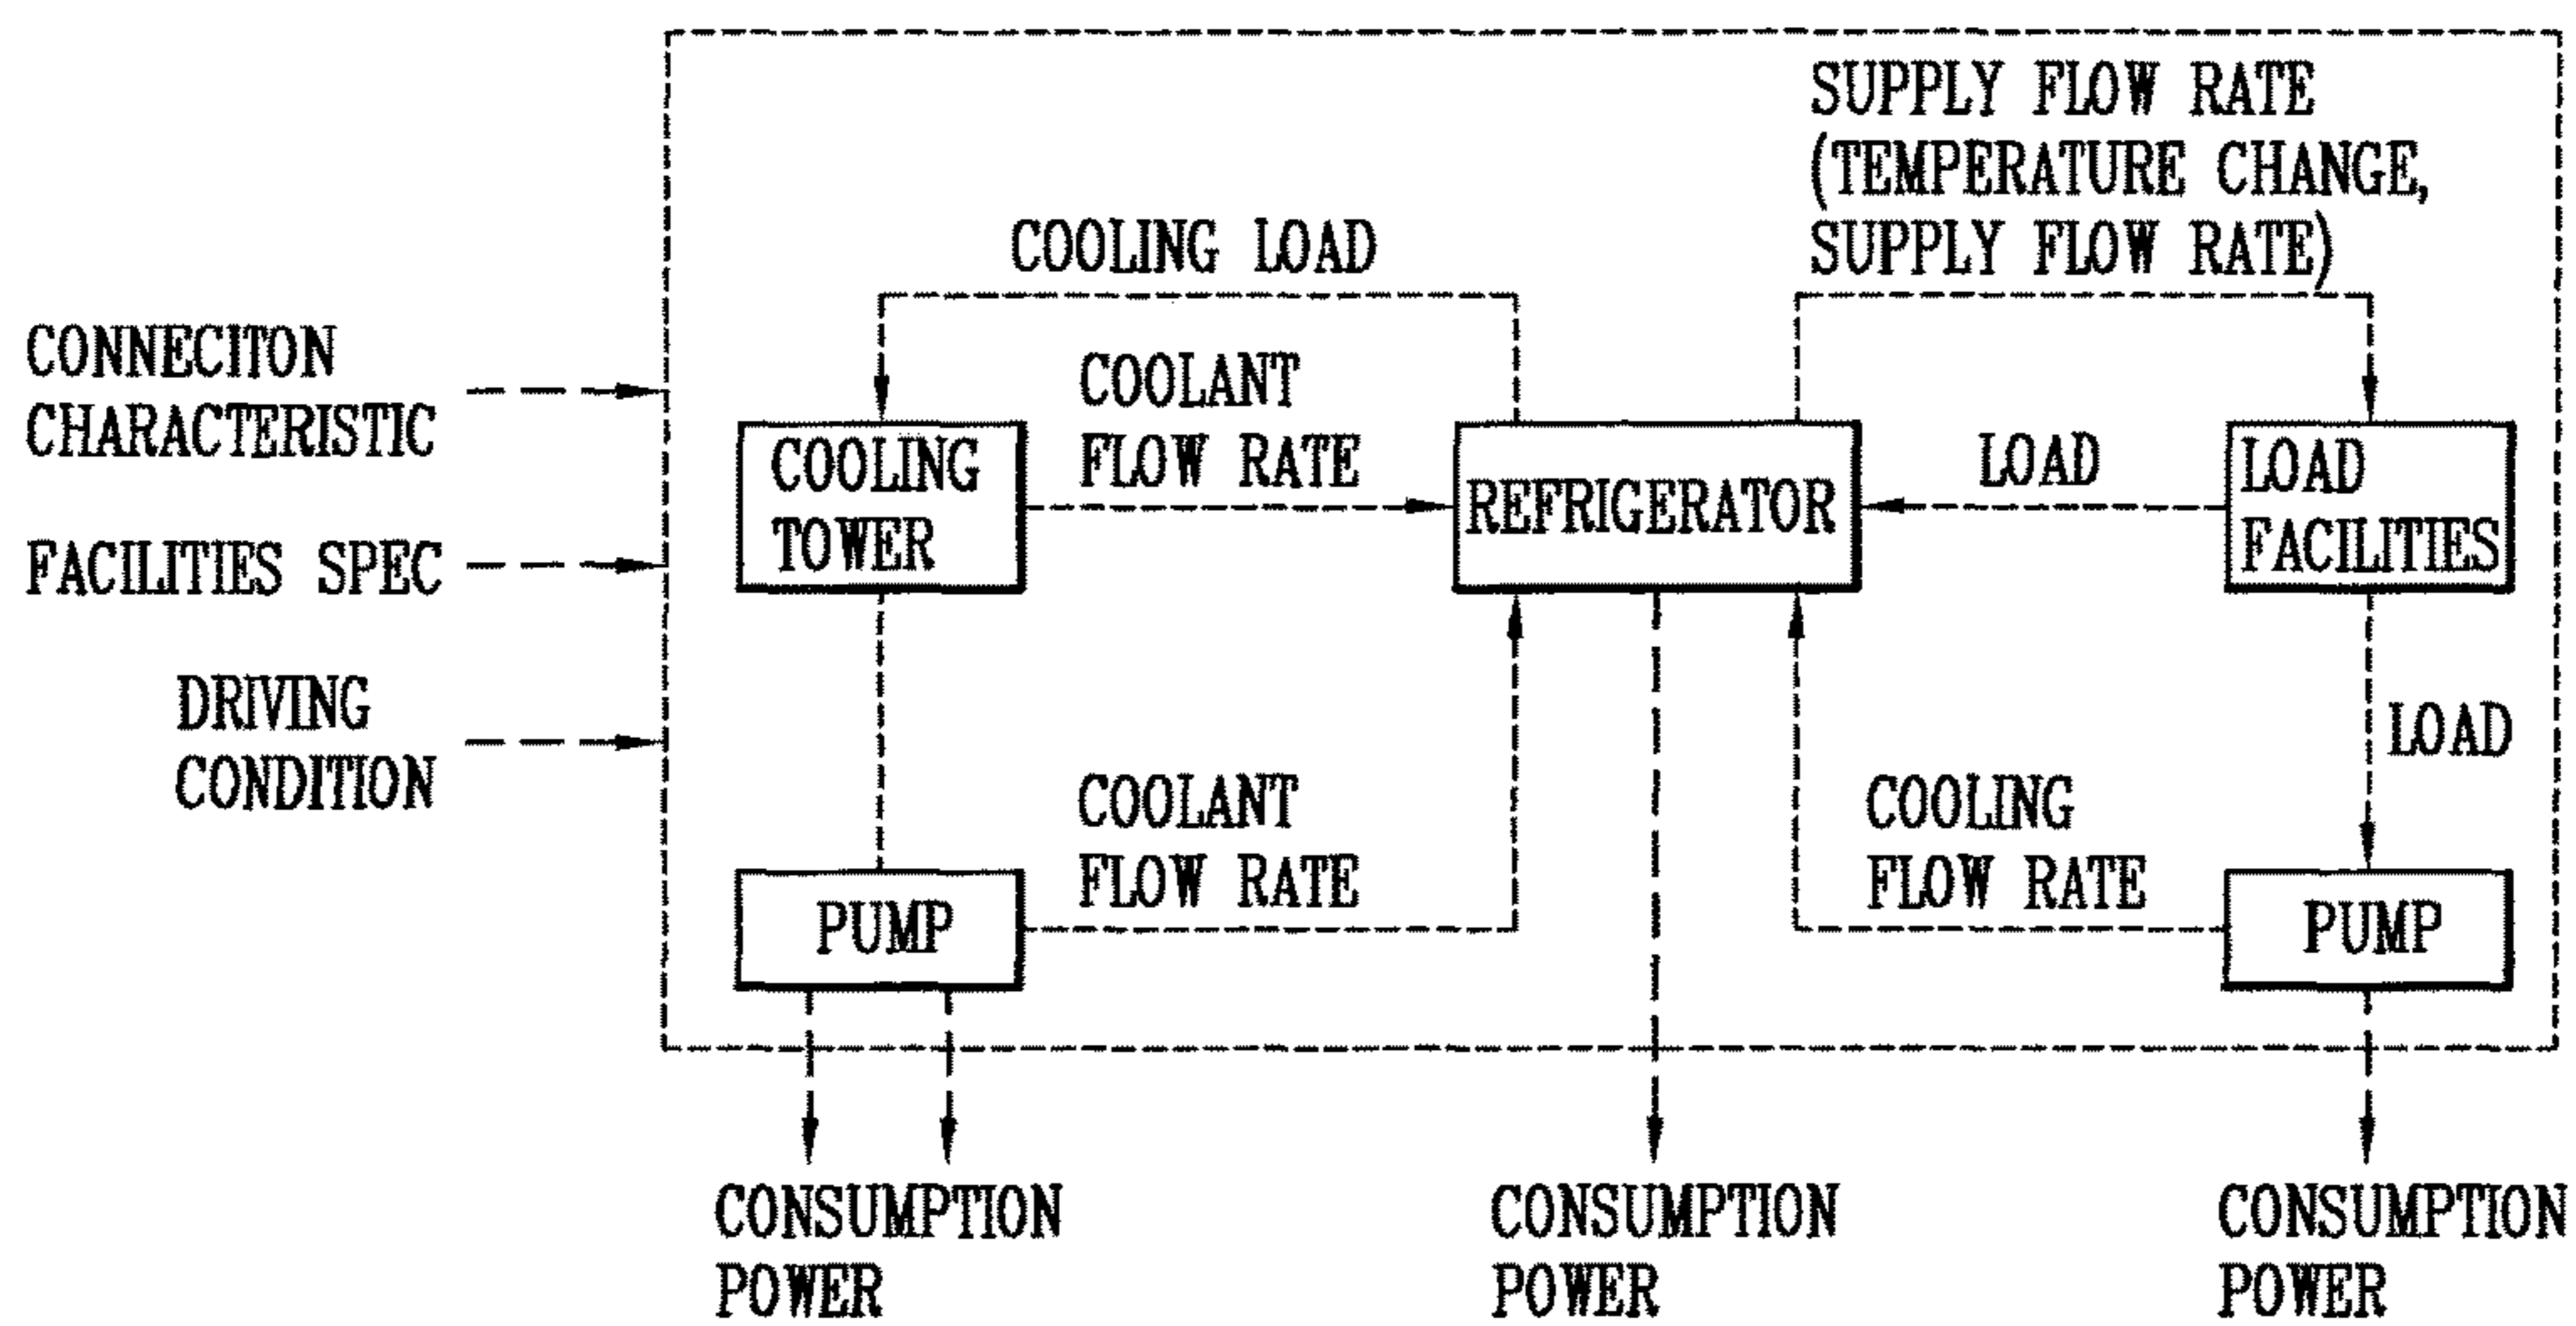 SUPPLY FLOW RATE
(TEMPERATURE CHANGE,
SUPPLY FLOW RATE)
COOLING LOAD
CONNECITON
CHARACTERISTIC
COOLANT
FLOW RATE
COOLING
TOWER
REFRIGERATOR
LOAD
LOAD
FACILITIES
FACILITIES SPEC
DRIVING
CONDITION
LOAD
COOLANT
FLOW RATE
COOLING
FLOW RATE
PUMP
PUMP
CONSUMPTION
POWER
CONSUMPTION
POWER
CONSUMPTION
POWER